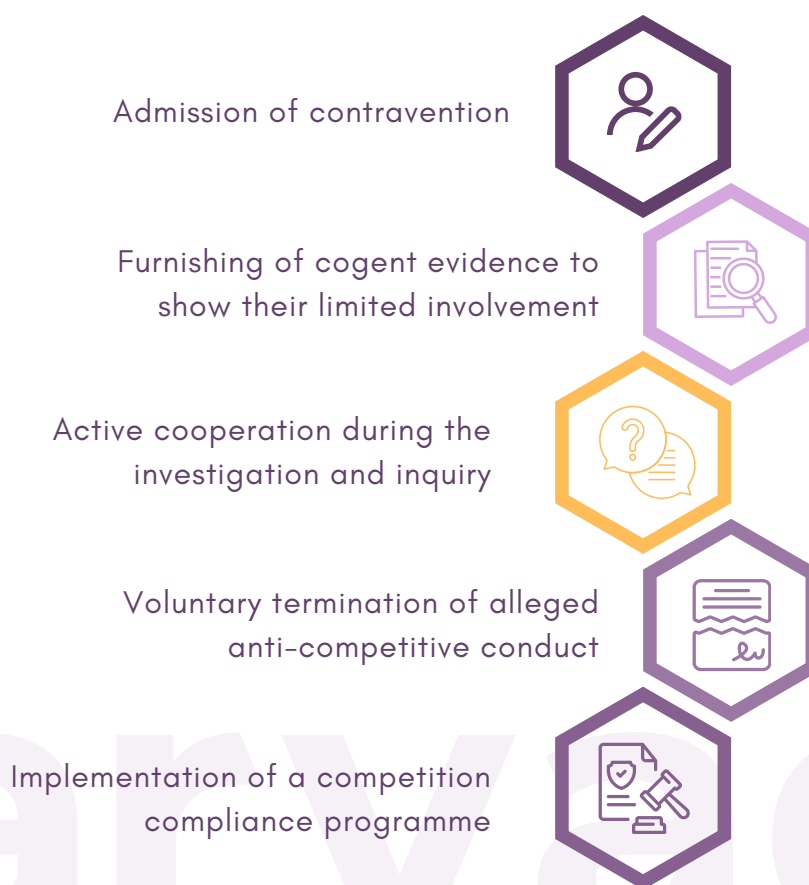 Admission of contravention
Furnishing of cogent evidence to
show their limited involvement
Active cooperation during the
investigation and inquiry
Voluntary termination of alleged
anti-competitive conduct
Implementation of a competition
compliance programme